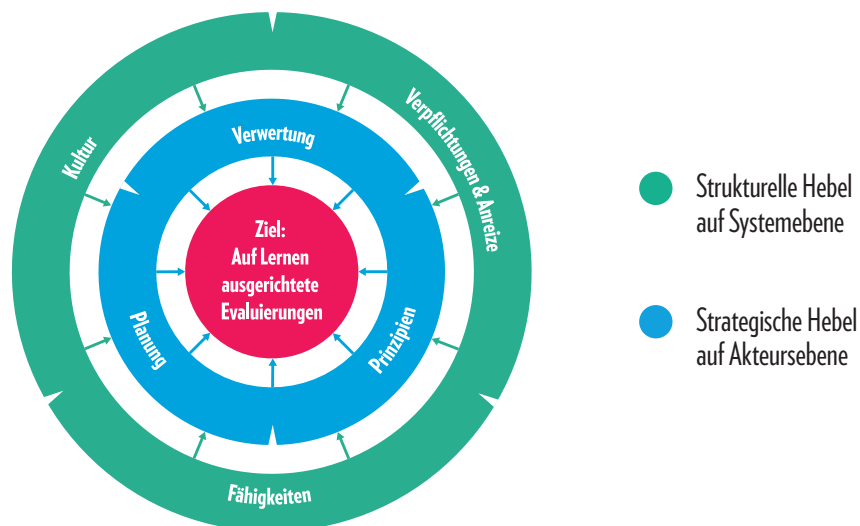 Kultur
Verpflichtungen & Anreize
Verwertung
Ziel:
Auf Lernen
ausgerichtete
Evaluierungen
Planung
Prinzipien
Fähigkeiten
Strukturelle Hebel
auf Systemebene
Strategische Hebel
auf Akteursebene